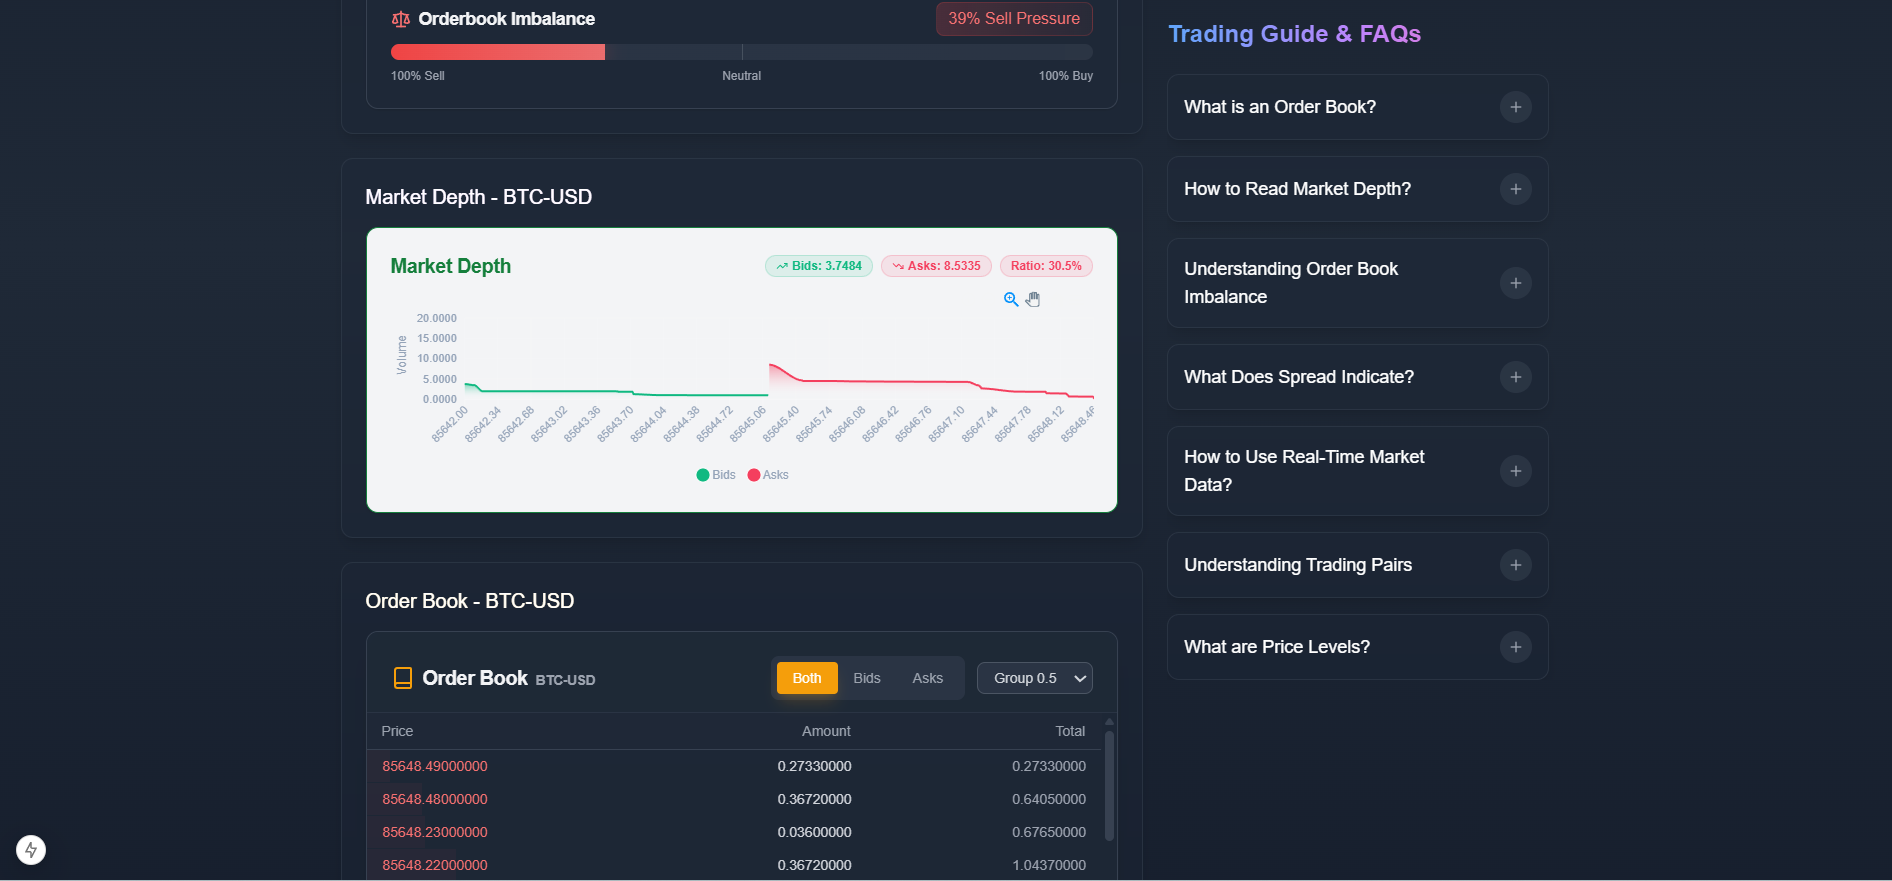 Orderbook Imbalance
39% Sell Pressure
100% Sell
Neutral
100% Buy
Market Depth - BTC-USD
Market Depth
Bids: 3.7484
Asks: 8.5335
Ratio: 30.5%
20.0000
15.0000
10.0000
5.0000
0.0000
Volume
85642.00
85642.34
85642.68
85643.02
85643.36
85643.70
85644.04
85644.38
85644.72
85645.06
85645.40
85645.74
85646.08
85646.42
85646.76
85647.10
85647.44
85647.78
85648.12
85648.46
Bids
Asks
Order Book - BTC-USD
Order Book BTC-USD
Both
Bids
Asks
Group 0.5
Price Amount Total
85648.49000000 0.27330000 0.27330000
85648.48000000 0.36720000 0.64050000
85648.23000000 0.03600000 0.67650000
85648.22000000 0.36720000 1.04370000
Trading Guide & FAQs
What is an Order Book?
How to Read Market Depth?
Understanding Order Book
Imbalance
What Does Spread Indicate?
How to Use Real-Time Market
Data?
Understanding Trading Pairs
What are Price Levels?